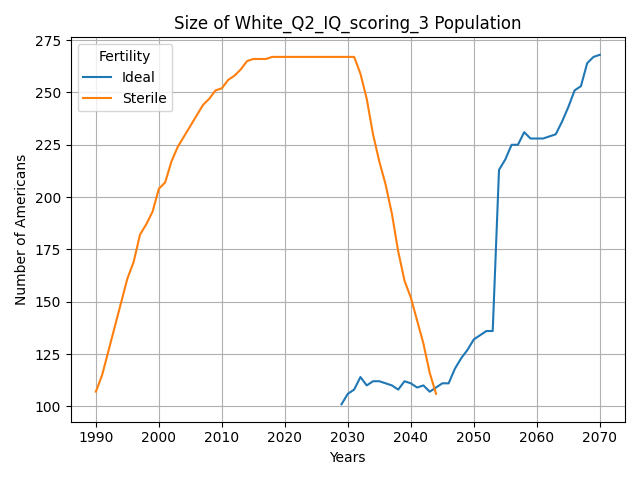 Size of White_Q2_IQ_scoring_3 Population
Number of Americans
275
250
225
200
175
150
125
100
Fertility
Ideal
Sterile
1990 2000 2010 2020 2030 2040 2050 2060 2070
Years